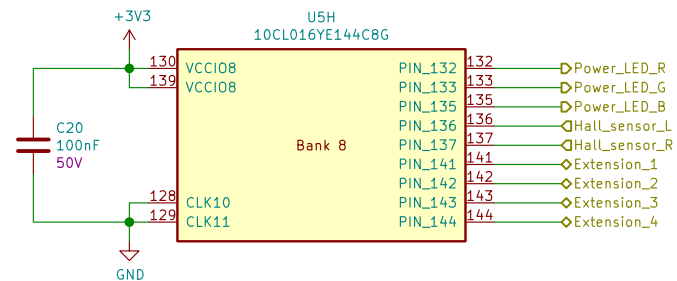 +3V3
U5H
10CL016YE144C8G
130 VCCIO8 PIN_132 132 Power_LED_R
139 VCCIO8 PIN_133 133 Power_LED_G
PIN_135 135 Power_LED_B
C20 PIN_136 136 Hall_sensor_L
100nF Bank 8 PIN_137 137 Hall_sensor_R
50V PIN_141 141 Extension_1
PIN_142 142 Extension_2
128 CLK10 PIN_143 143 Extension_3
129 CLK11 PIN_144 144 Extension_4
GND